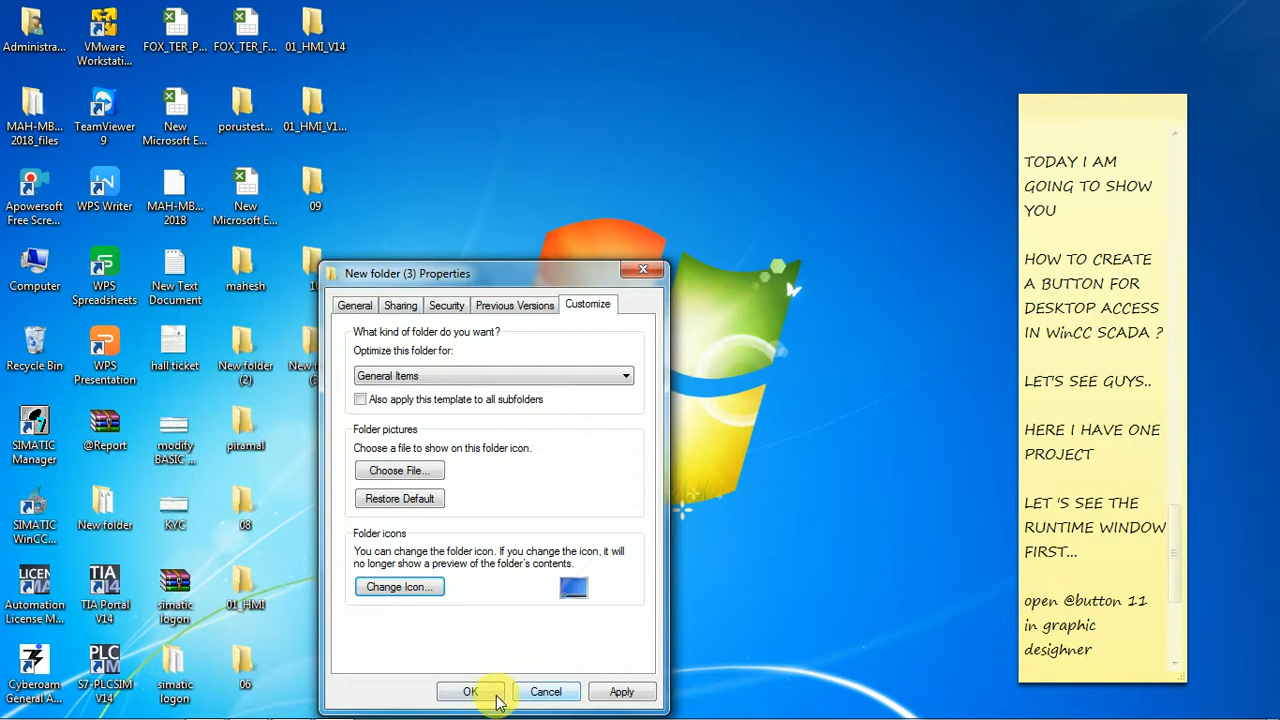 Administra...
VMware
Workstati...
FOX_TER_P...
FOX_TER_F...
01_HMI_V14
MAH-MB...
2018_files
TeamViewer
9
New
Microsoft E...
porustest...
01_HMI_V1...
Apowersoft
Free Scre...
WPS Writer
MAH-MB...
2018
New
Microsoft E...
09
Computer
WPS
Spreadsheets
New Text
Document
mahesh
Recycle Bin
WPS
Presentation
hall ticket
New folder
(2)
SIMATIC
Manager
@Report
modify
BASIC ...
piramal
SIMATIC
WinCC...
New folder
KYC
08
Automation
License M...
TIA Portal
V14
simatic
logon
01_HMI
Cyberoam
General A...
S7-PLCSIM
V14
simatic
logon
06
New folder (3) Properties
General
Sharing
Security
Previous Versions
Customize
What kind of folder do you want?
Optimize this folder for:
General Items
Also apply this template to all subfolders
Folder pictures
Choose a file to show on this folder icon.
Choose File...
Restore Default
Folder icons
You can change the folder icon. If you change the icon, it will
no longer show a preview of the folder's contents.
Change Icon...
OK
Cancel
Apply
TODAY I AM
GOING TO SHOW
YOU
HOW TO CREATE
A BUTTON FOR
DESKTOP ACCESS
IN WinCC SCADA ?
LET'S SEE GUYS..
HERE I HAVE ONE
PROJECT
LET 'S SEE THE
RUNTIME WINDOW
FIRST...
open @button 11
in graphic
desighner